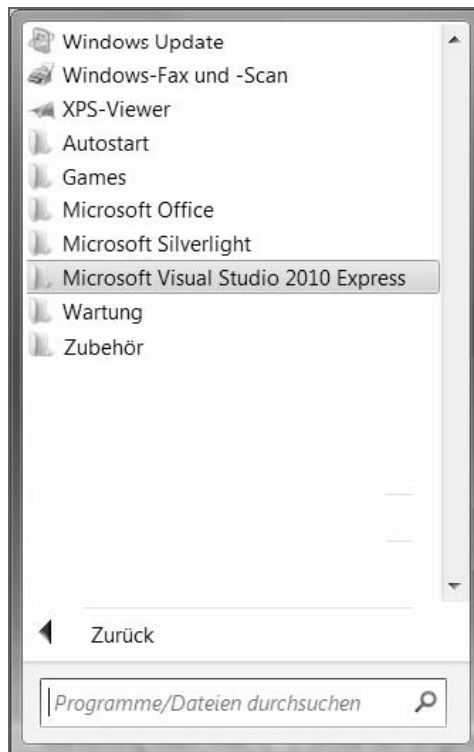 Windows Update
Windows-Fax und -Scan
XPS-Viewer
Autostart
Games
Microsoft Office
Microsoft Silverlight
Microsoft Visual Studio 2010 Express
Wartung
Zubehör
Zurück
Programme/Dateien durchsuchen